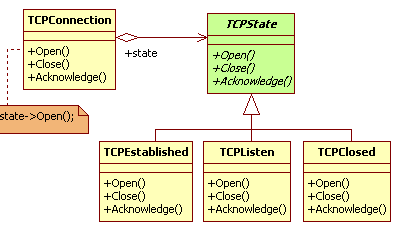 TCPConnection
+Open()
+Close()
+Acknowledge()
+state
TCPState
+Open()
+Close()
+Acknowledge()
state->Open();
TCPEstablished
+Open()
+Close()
+Acknowledge()
TCPListen
+Open()
+Close()
+Acknowledge()
TCPClosed
+Open()
+Close()
+Acknowledge()